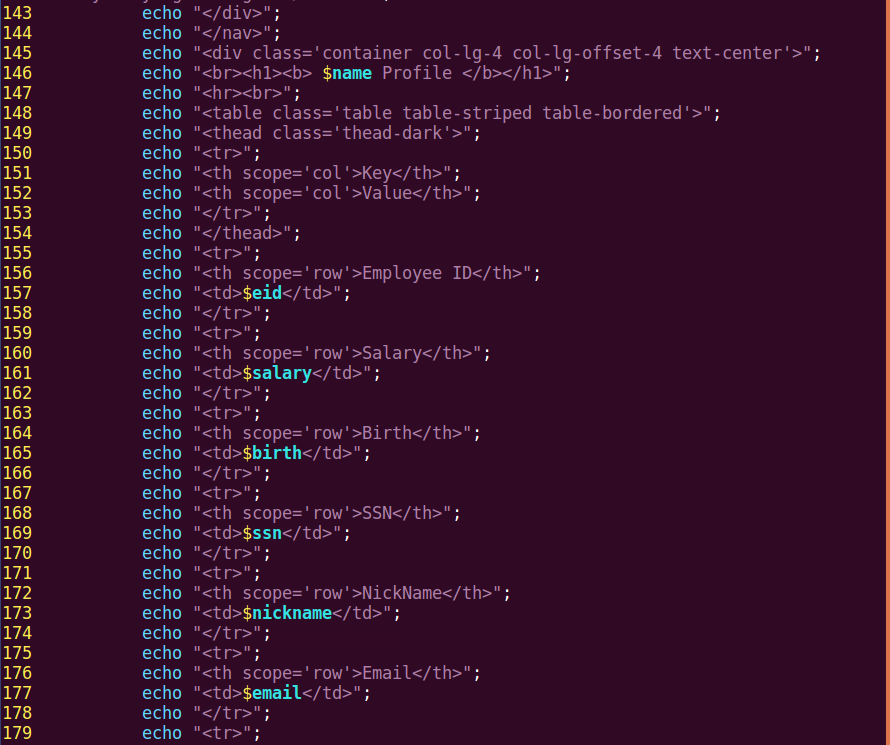 143 echo "</div>";
144 echo "</nav>";
145 echo "<div class='container col-lg-4 col-lg-offset-4 text-center'>";
146 echo "<br><h1><b> $name Profile </b></h1>";
147 echo "<hr><br>";
148 echo "<table class='table table-striped table-bordered'>";
149 echo "<thead class='thead-dark'>";
150 echo "<tr>";
151 echo "<th scope='col'>Key</th>";
152 echo "<th scope='col'>Value</th>";
153 echo "</tr>";
154 echo "</thead>";
155 echo "<tr>";
156 echo "<th scope='row'>Employee ID</th>";
157 echo "<td>$eid</td>";
158 echo "</tr>";
159 echo "<tr>";
160 echo "<th scope='row'>Salary</th>";
161 echo "<td>$salary</td>";
162 echo "</tr>";
163 echo "<tr>";
164 echo "<th scope='row'>Birth</th>";
165 echo "<td>$birth</td>";
166 echo "</tr>";
167 echo "<tr>";
168 echo "<th scope='row'>SSN</th>";
169 echo "<td>$ssn</td>";
170 echo "</tr>";
171 echo "<tr>";
172 echo "<th scope='row'>NickName</th>";
173 echo "<td>$nickname</td>";
174 echo "</tr>";
175 echo "<tr>";
176 echo "<th scope='row'>Email</th>";
177 echo "<td>$email</td>";
178 echo "</tr>";
179 echo "<tr>";